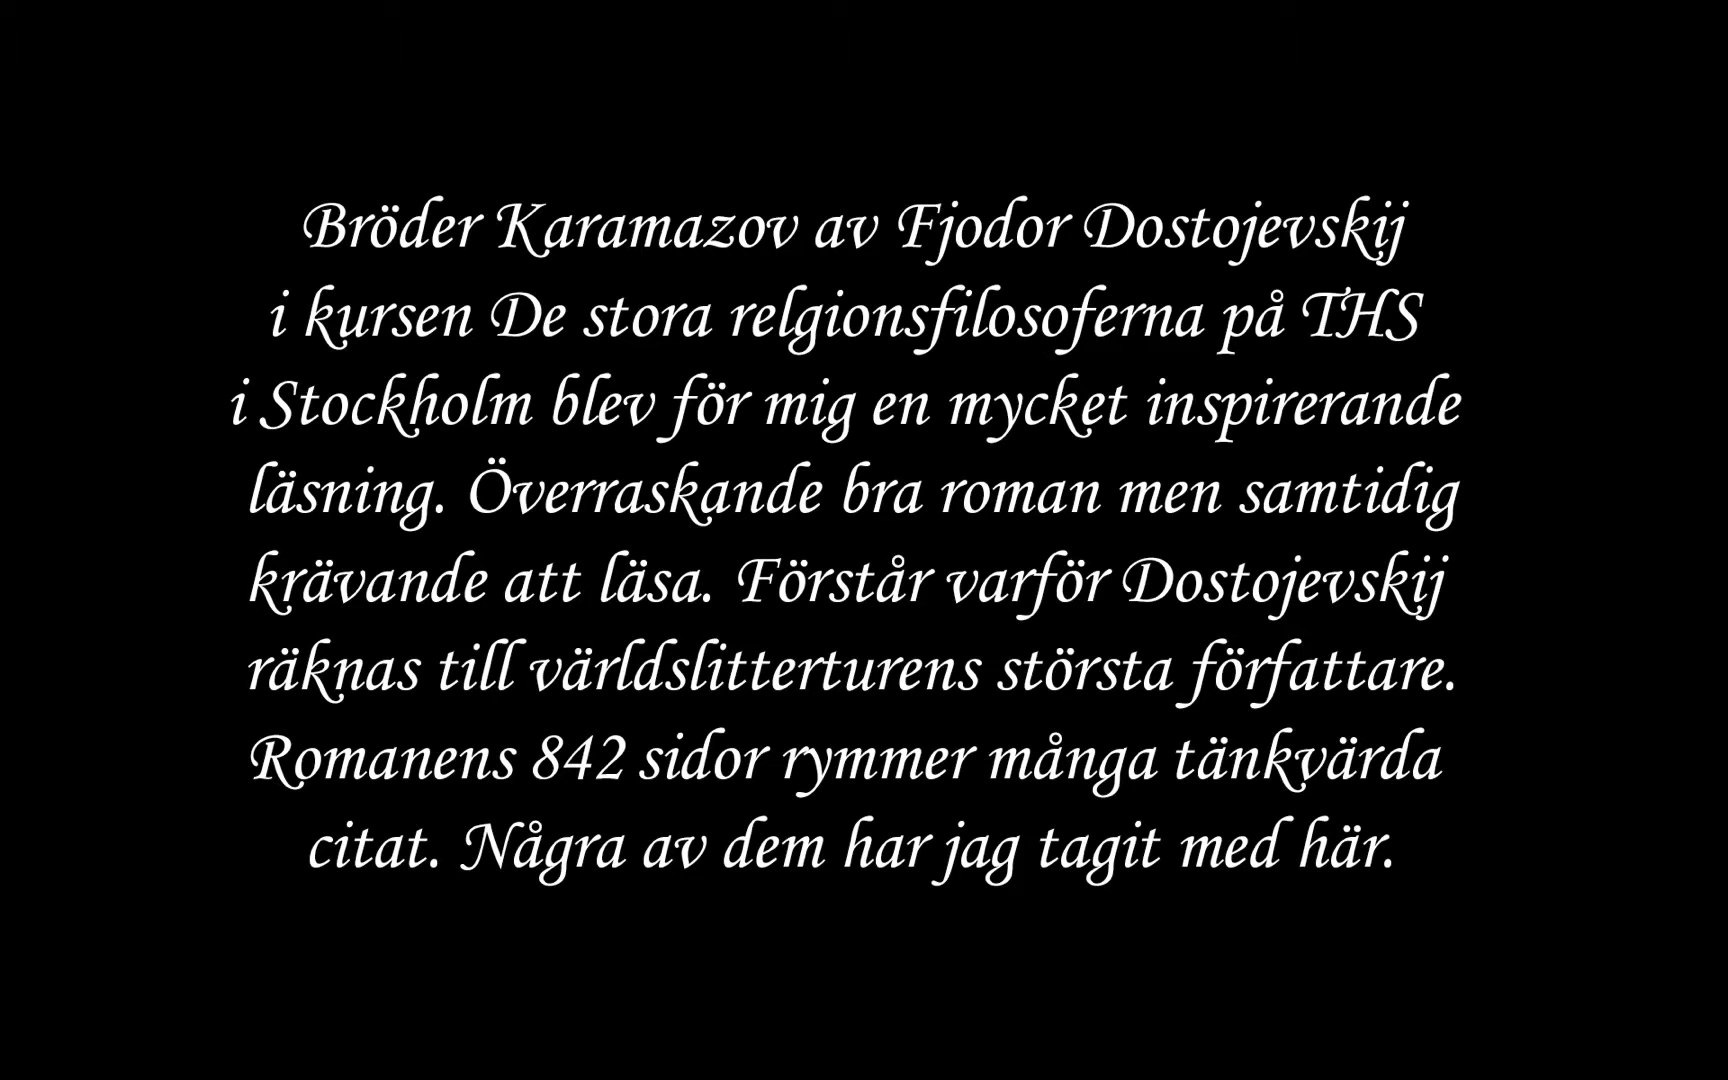 Bröder Karamazov av Fjodor Dostojevskij
i kursen De stora relgionsfilosoferna på THS
i Stockholm blev för mig en mycket inspirerande
läsning. Överraskande bra roman men samtidig
krävande att läsa. Förstår varför Dostojevskij
räknas till världslitterturens största författare.
Romanens 842 sidor rymmer många tänkvärda
citat. Några av dem har jag tagit med här.